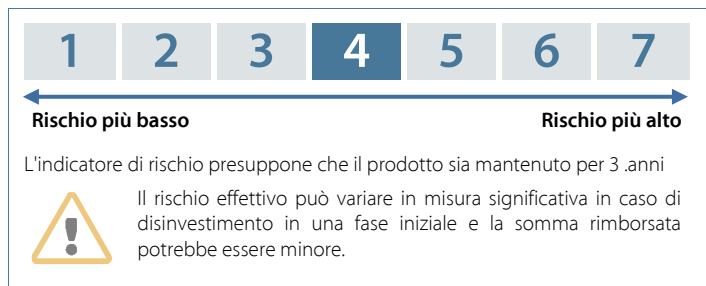 1 2 3 4 5 6 7
Rischio più basso Rischio più alto
L'indicatore di rischio presuppone che il prodotto sia mantenuto per 3 .anni
Il rischio effettivo può variare in misura significativa in caso di
disinvestimento in una fase iniziale e la somma rimborsata
potrebbe essere minore.